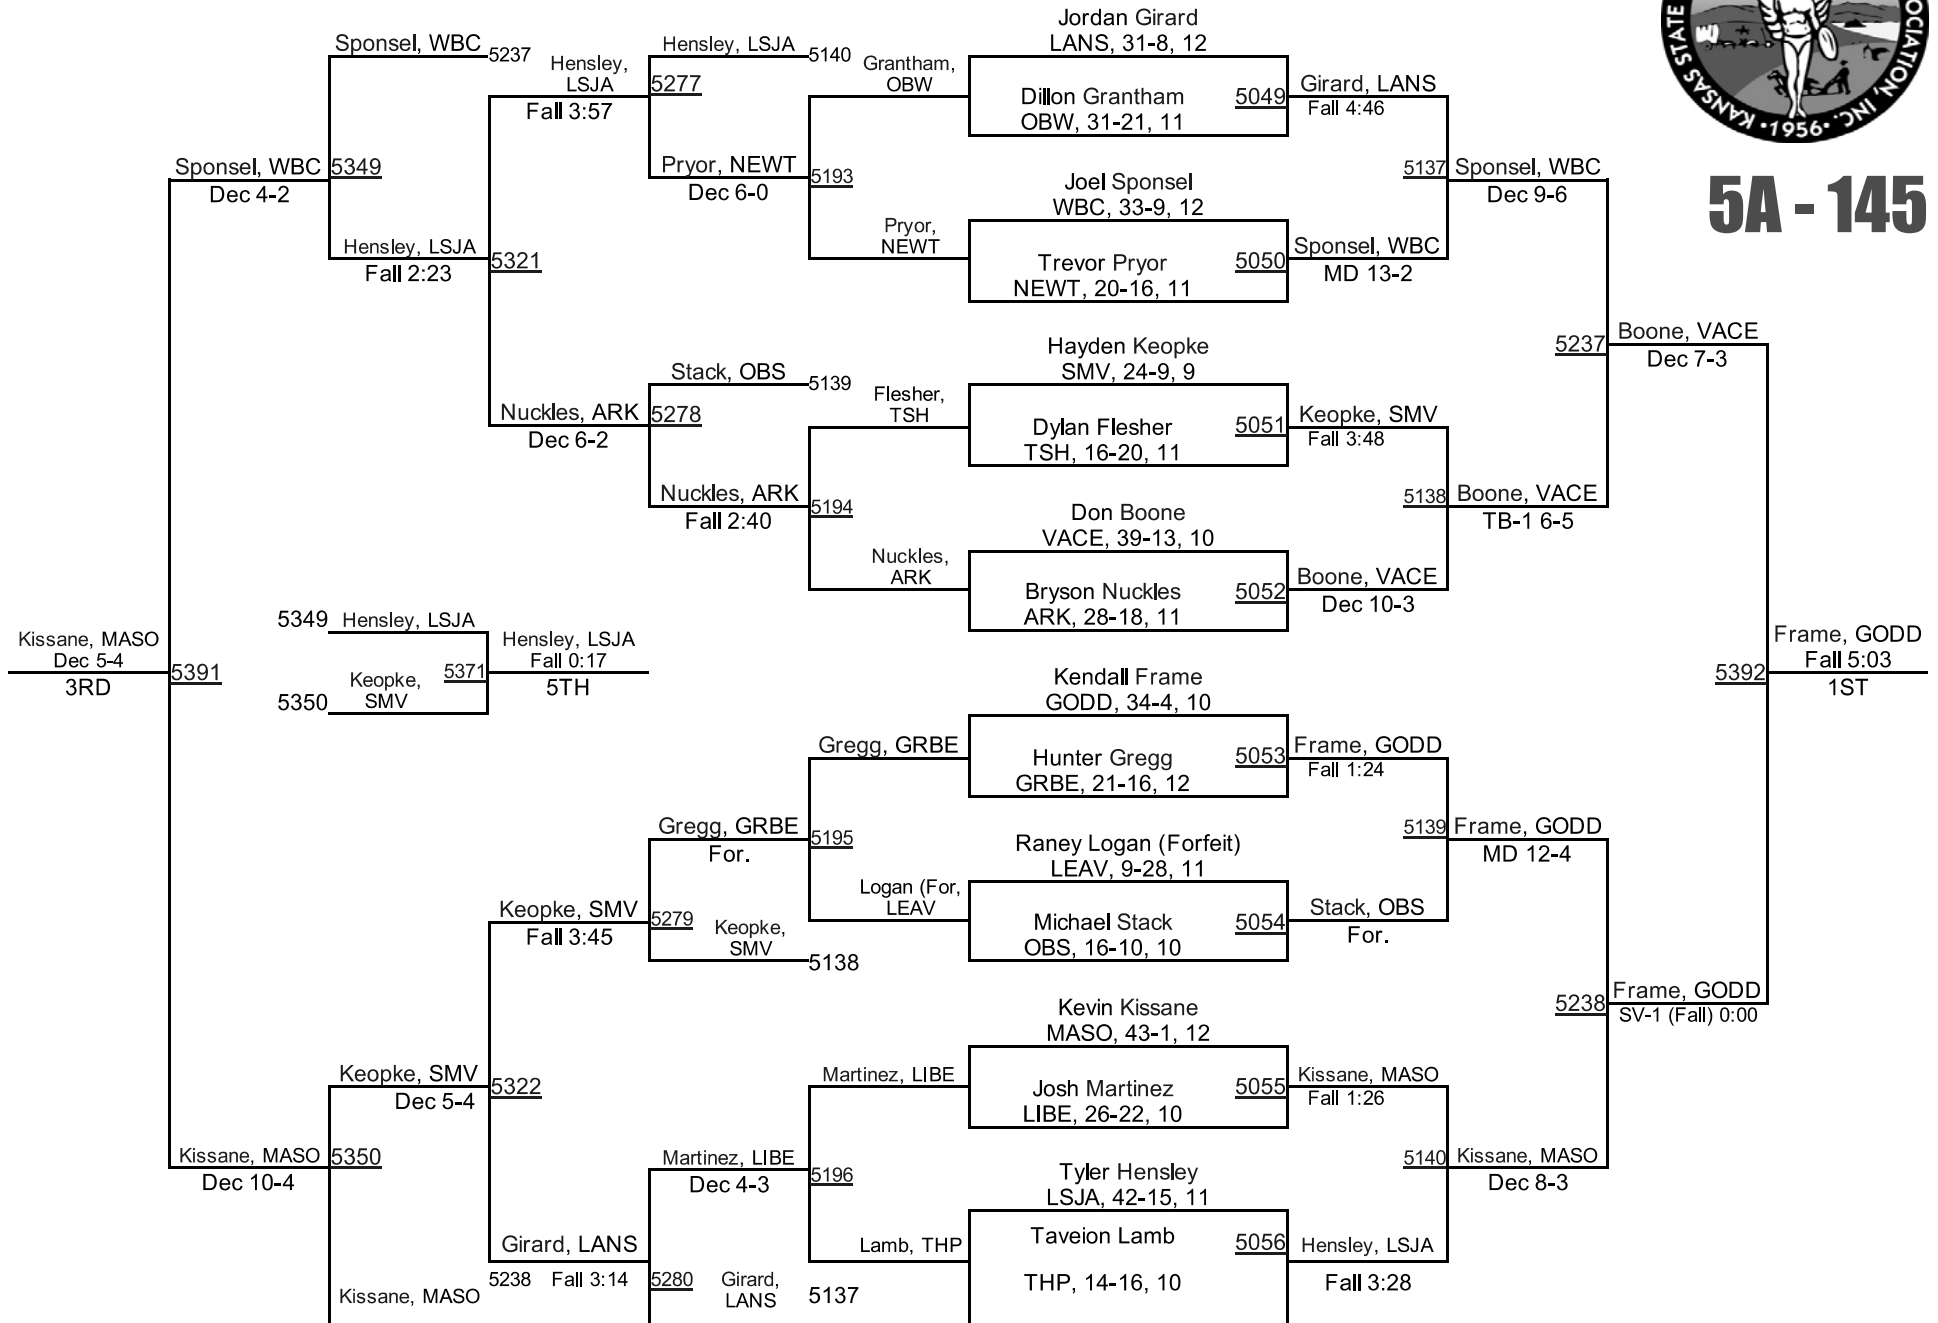 KANSAS STATE
OCIATION, INC.
•1956•
5A - 145
Sponsel, WBC
5237
Hensley,
LSJA
Fall 3:57
Hensley, LSJA
5140
5277
Grantham,
OBW
Jordan Girard
LANS, 31-8, 12
Dillon Grantham
OBW, 31-21, 11
5049
Girard, LANS
Fall 4:46
Sponsel, WBC
Dec 4-2
5349
Pryor, NEWT
Dec 6-0
5193
Joel Sponsel
WBC, 33-9, 12
5137
Sponsel, WBC
Dec 9-6
Hensley, LSJA
Fall 2:23
5321
Pryor,
NEWT
Trevor Pryor
NEWT, 20-16, 11
5050
Sponsel, WBC
MD 13-2
Hayden Keopke
SMV, 24-9, 9
5237
Boone, VACE
Dec 7-3
Stack, OBS
5139
Flesher,
TSH
Nuckles, ARK
Dec 6-2
5278
Dylan Flesher
TSH, 16-20, 11
5051
Keopke, SMV
Fall 3:48
Nuckles, ARK
Fall 2:40
5194
Don Boone
VACE, 39-13, 10
5138
Boone, VACE
TB-1 6-5
Nuckles,
ARK
Bryson Nuckles
ARK, 28-18, 11
5052
Boone, VACE
Dec 10-3
5349
Hensley, LSJA
Kissane, MASO
Dec 5-4
3RD
5391
Keopke,
SMV
5350
5371
Hensley, LSJA
Fall 0:17
5TH
5392
Frame, GODD
Fall 5:03
1ST
Kendall Frame
GODD, 34-4, 10
Gregg, GRBE
Hunter Gregg
GRBE, 21-16, 12
5053
Frame, GODD
Fall 1:24
Gregg, GRBE
For.
5195
Raney Logan (Forfeit)
LEAV, 9-28, 11
5139
Frame, GODD
MD 12-4
Logan (For,
LEAV
Keopke, SMV
Fall 3:45
5279
Keopke,
SMV
5138
Michael Stack
OBS, 16-10, 10
5054
Stack, OBS
For.
Kevin Kissane
MASO, 43-1, 12
5238
Frame, GODD
SV-1 (Fall) 0:00
Keopke, SMV
Dec 5-4
5322
Martinez, LIBE
Josh Martinez
LIBE, 26-22, 10
5055
Kissane, MASO
Fall 1:26
Kissane, MASO
Dec 10-4
5350
Martinez, LIBE
Dec 4-3
5196
Tyler Hensley
LSJA, 42-15, 11
5140
Kissane, MASO
Dec 8-3
Girard, LANS
Fall 3:14
Lamb, THP
Taveion Lamb
THP, 14-16, 10
5056
Hensley, LSJA
Fall 3:28
Kissane, MASO
5238
5280
Girard,
LANS
5137